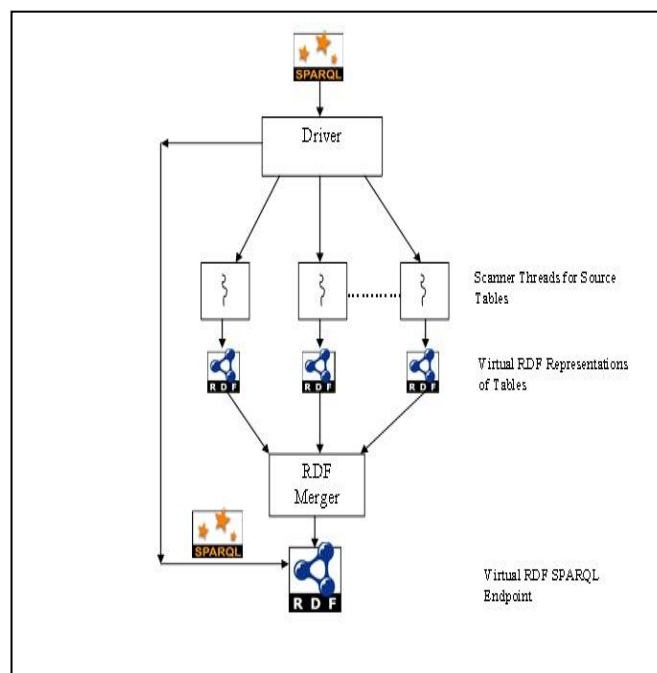 SPARQL
Driver
Scanner Threads for Source
Tables
RDF
RDF
RDF
Virtual RDF Representations
of Tables
RDF
Merger
SPARQL
RDF
Virtual RDF SPARQL
Endpoint